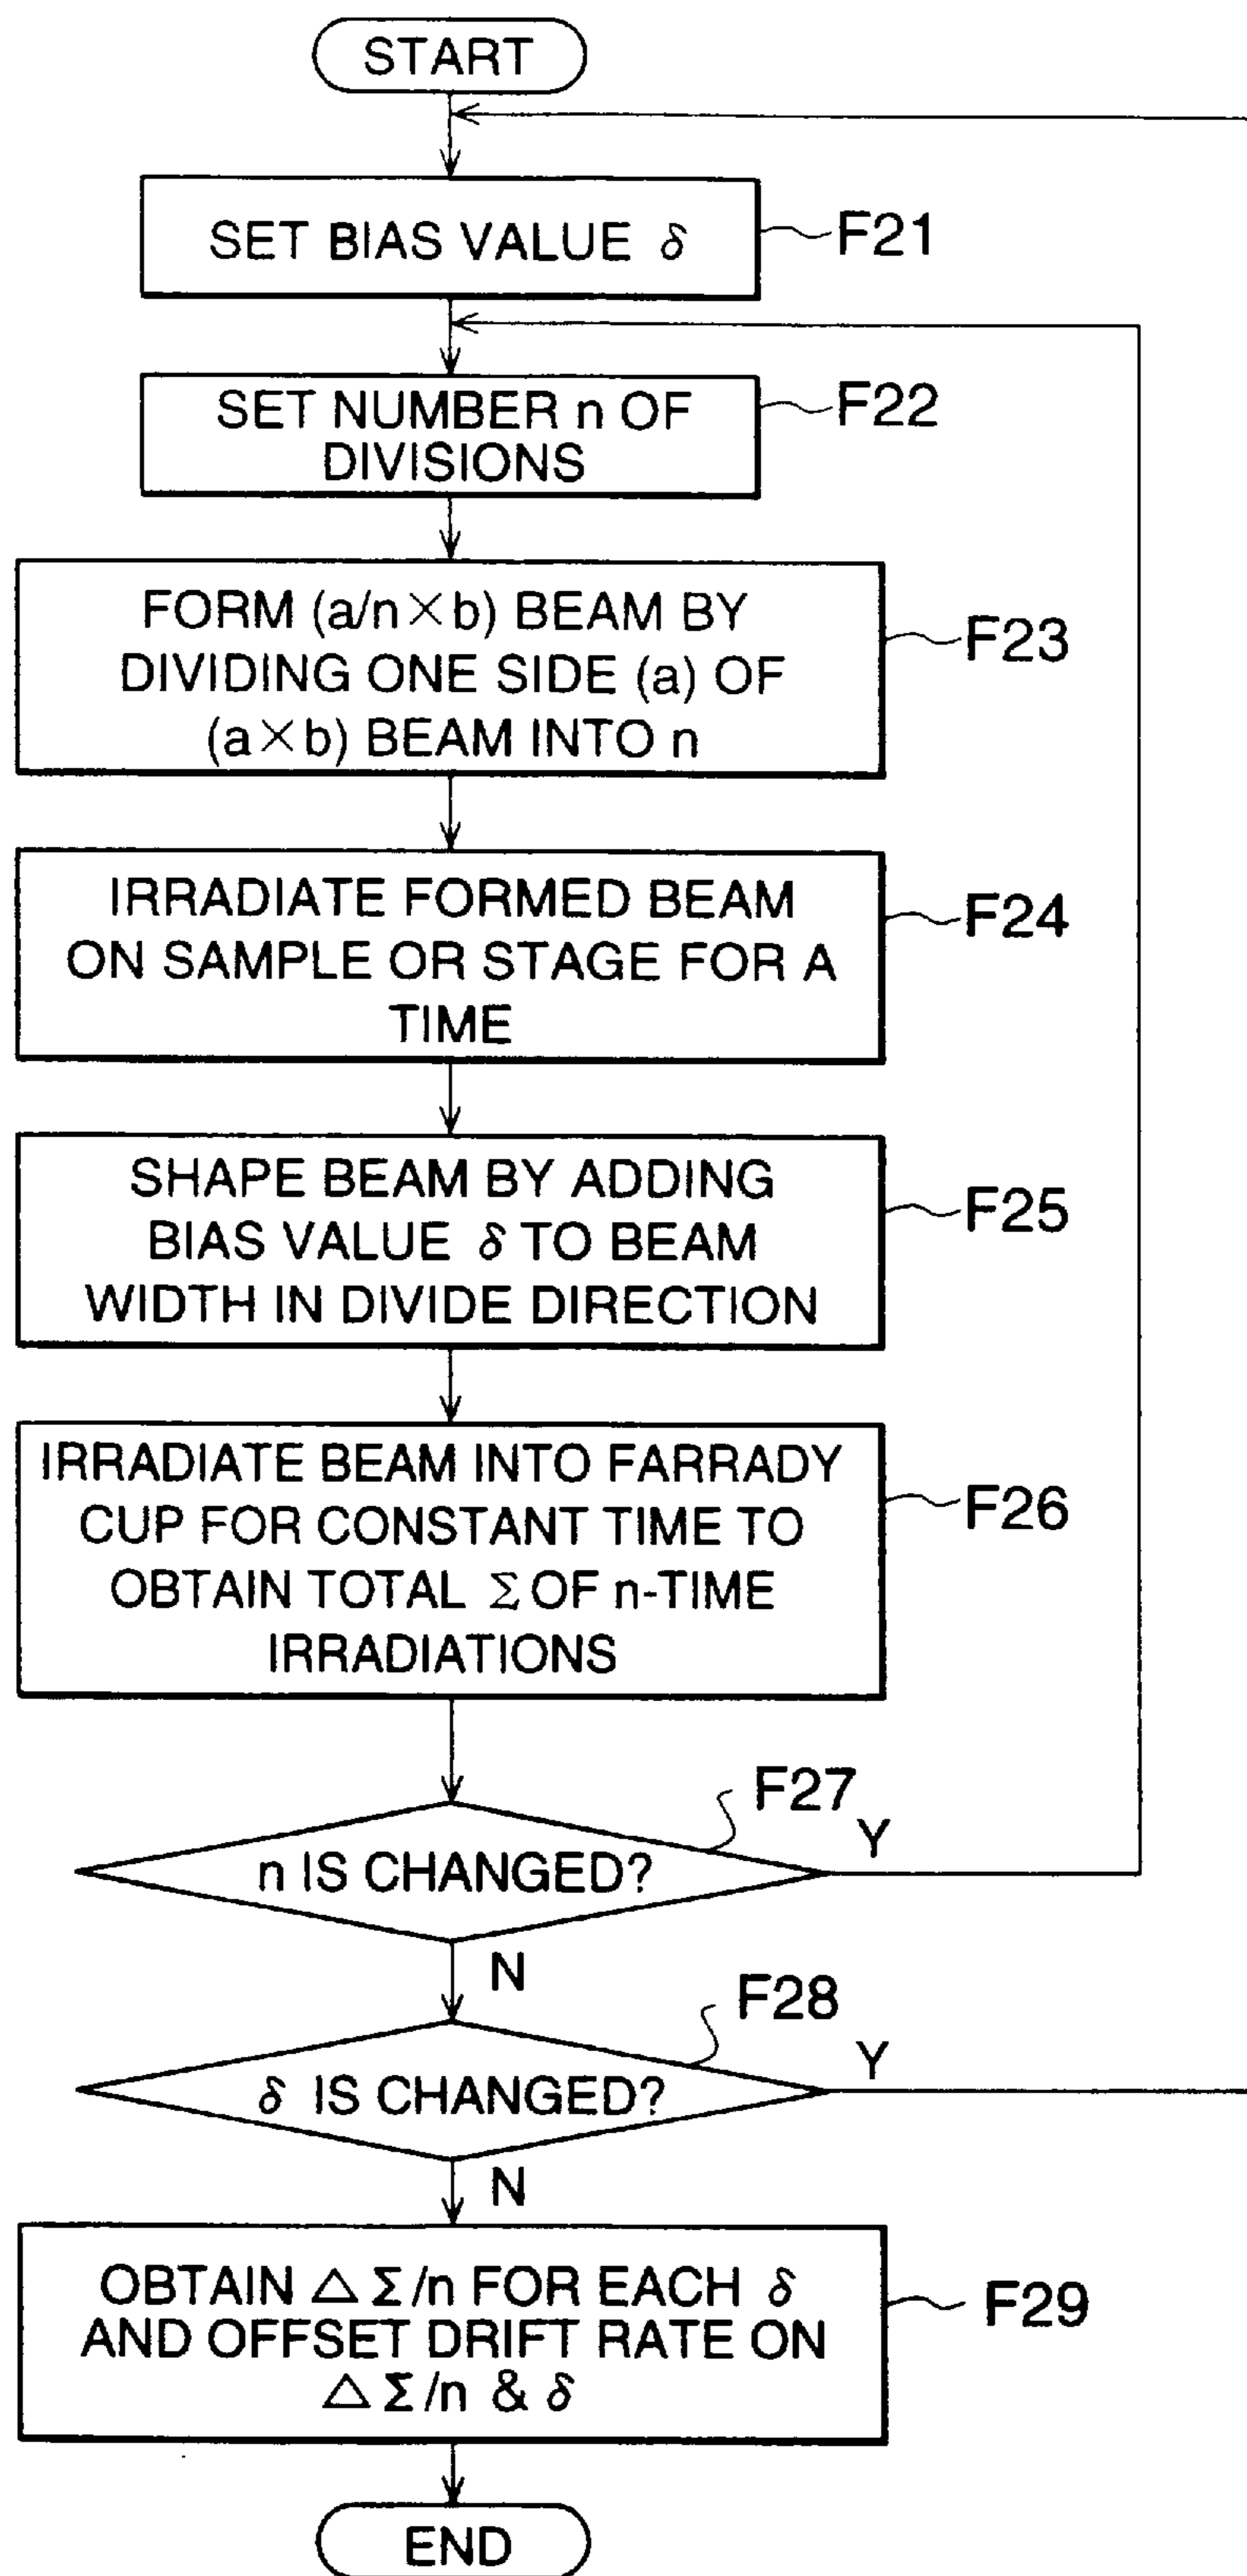 START
SET BIAS VALUE δ
F21
SET NUMBER n OF
DIVISIONS
F22
FORM (a/n×b) BEAM BY
DIVIDING ONE SIDE (a) OF
(a×b) BEAM INTO n
F23
IRRADIATE FORMED BEAM
ON SAMPLE OR STAGE FOR A
TIME
F24
SHAPE BEAM BY ADDING
BIAS VALUE δ TO BEAM
WIDTH IN DIVIDE DIRECTION
F25
IRRADIATE BEAM INTO FARRADY
CUP FOR CONSTANT TIME TO
OBTAIN TOTAL Σ OF n-TIME
IRRADIATIONS
F26
F27
n IS CHANGED?
Y
N
F28
δ IS CHANGED?
Y
N
OBTAIN △Σ/n FOR EACH δ
AND OFFSET DRIFT RATE ON
△Σ/n & δ
F29
END